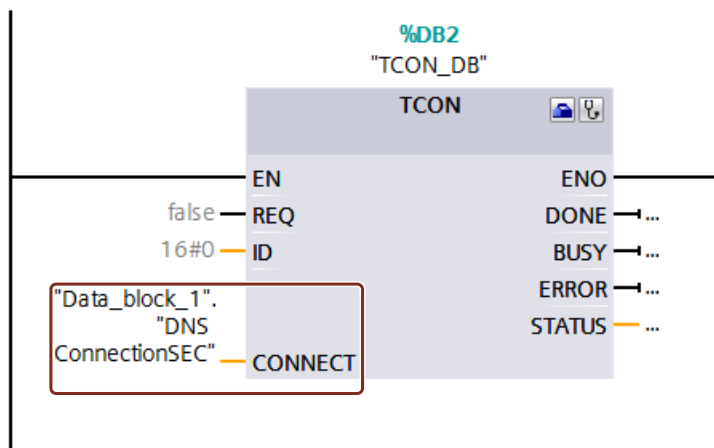 %DB2
"TCON_DB"
TCON
EN ENO
false REQ DONE ...
16#0 ID BUSY ...
"Data_block_1". ERROR ...
"DNS STATUS ...
ConnectionSEC" CONNECT